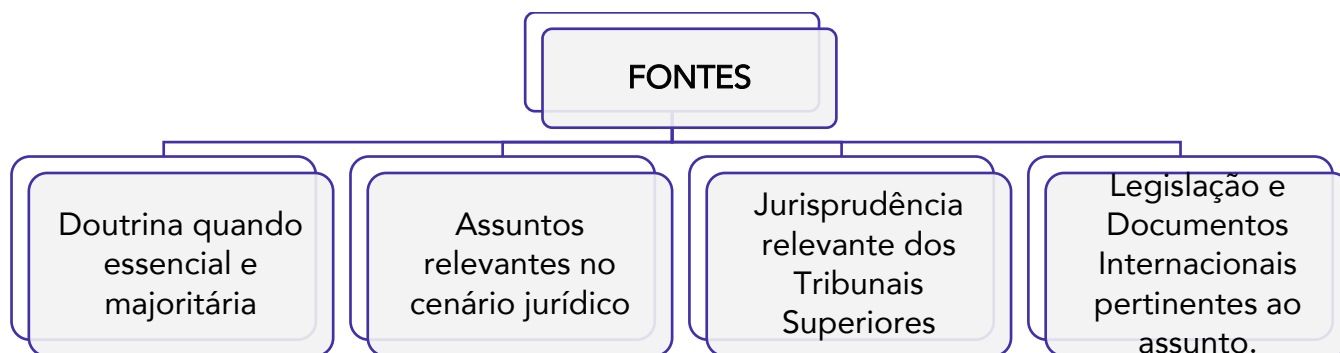 FONTES
Doutrina quando
essencial e
majoritária
Assuntos
relevantes no
cenário jurídico
Jurisprudência
relevante dos
Tribunais
Superiores
Legislação e
Documentos
Internacionais
pertinentes ao
assunto.